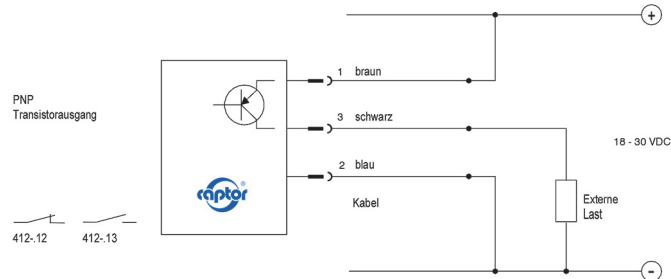 +
1 braun
PNP
Transistorausgang
3 schwarz
18 - 30 VDC
2 blau
captor
Kabel
Externe
Last
412-.12 412-.13
-